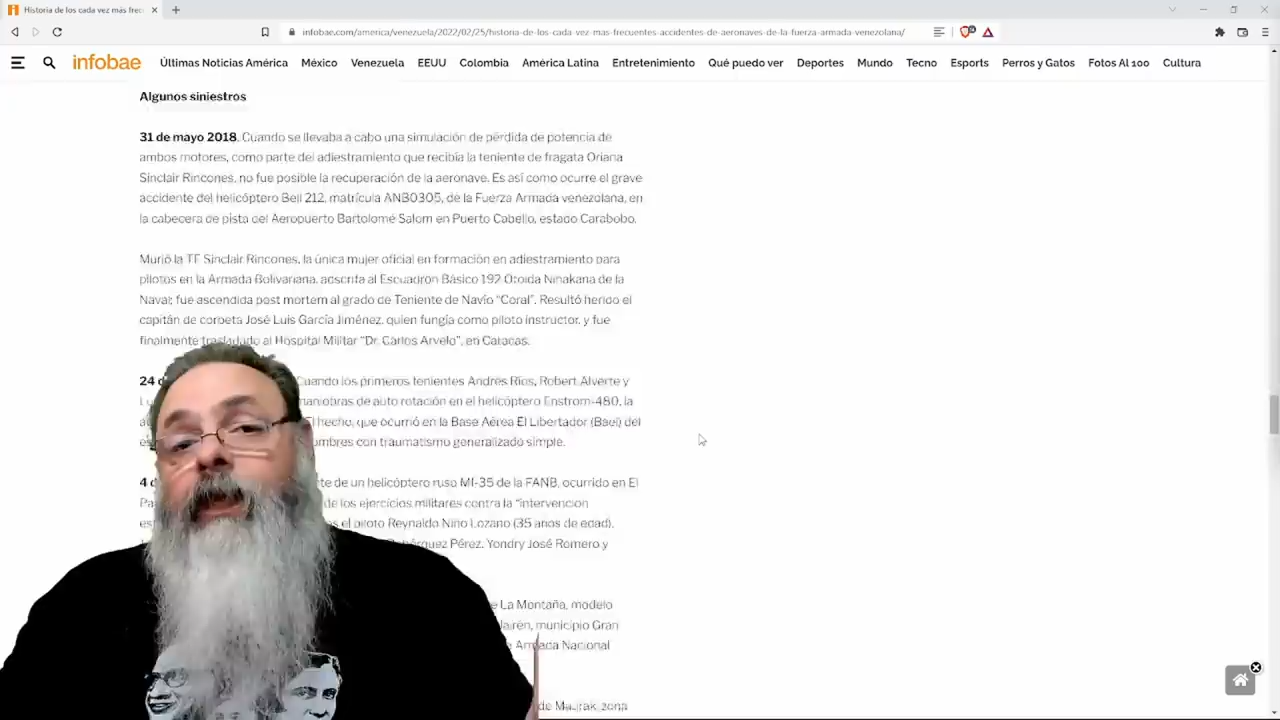 Historia de los cada vez más frec
infobae.com/america/venezuela/2022/02/25/historia-de-los-cada-vez-mas-frecuentes-accidentes-de-aeronaves-de-la-fuerza-armada-venezolana/
infobae Últimas Noticias América México Venezuela EEUU Colombia América Latina Entretenimiento Qué puedo ver Deportes Mundo Tecno Esports Perros y Gatos Fotos Al 100 Cultura
Algunos siniestros
31 de mayo 2018. Cuando se llevaba a cabo una simulación de pérdida de potencia de
ambos motores, como parte del adiestramiento que recibía la teniente de fragata Oriana
Sinclair Rincones, no fue posible la recuperación de la aeronave. Es así como ocurre el grave
accidente del helicóptero Bell 212, matrícula ANB0305, de la Fuerza Armada venezolana, en
la cabecera de pista del Aeropuerto Bartolomé Salom en Puerto Cabello, estado Carabobo.
Murió la TF Sinclair Rincones, la única mujer oficial en formación en adiestramiento para
pilotos en la Armada Bolivariana, adscrita al Escuadrón Básico 192 Otoida Ninakana de la
Naval; fue ascendida post mortem al grado de Teniente de Navío "Coral". Resultó herido el
capitán de corbeta José Luis García Jiménez, quien fungía como piloto instructor, y fue
finalmente trasladado al Hospital Militar "Dr. Carlos Arvelo", en Caracas.
24 d Cuando los primeros tenientes Andrés Ríos, Robert Alverte y
maniobras de auto rotación en el helicóptero Enstrom-480, la
El hecho, que ocurrió en la Base Aérea El Libertador (Bael) del
ombres con traumatismo generalizado simple.
4 d te de un helicóptero ruso MI-35 de la FANB, ocurrido en El
Pa de los ejercicios militares contra la "intervención
es el piloto Reynaldo Nino Lozano (35 años de edad),
Pérez, Yondry José Romero y
e La Montaña, modelo
municipio Gran
Armada Nacional
de zona